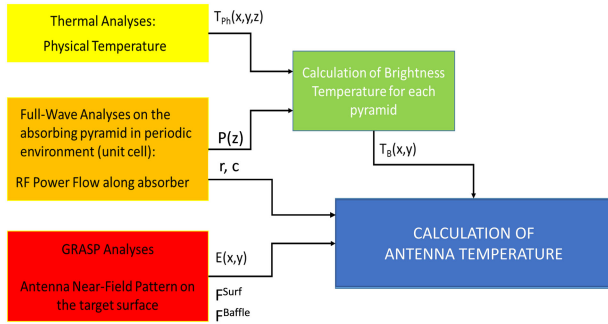 Thermal Analyses:
Physical Temperature
T_Ph(x,y,z)
Calculation of Brightness
Temperature for each
pyramid
Full-Wave Analyses on the
absorbing pyramid in periodic
environment (unit cell):
RF Power Flow along absorber
P(z)
r, c
T_B(x,y)
CALCULATION OF
ANTENNA TEMPERATURE
GRASP Analyses
Antenna Near-Field Pattern on
the target surface
E(x,y)
F^Surf
F^Baffle